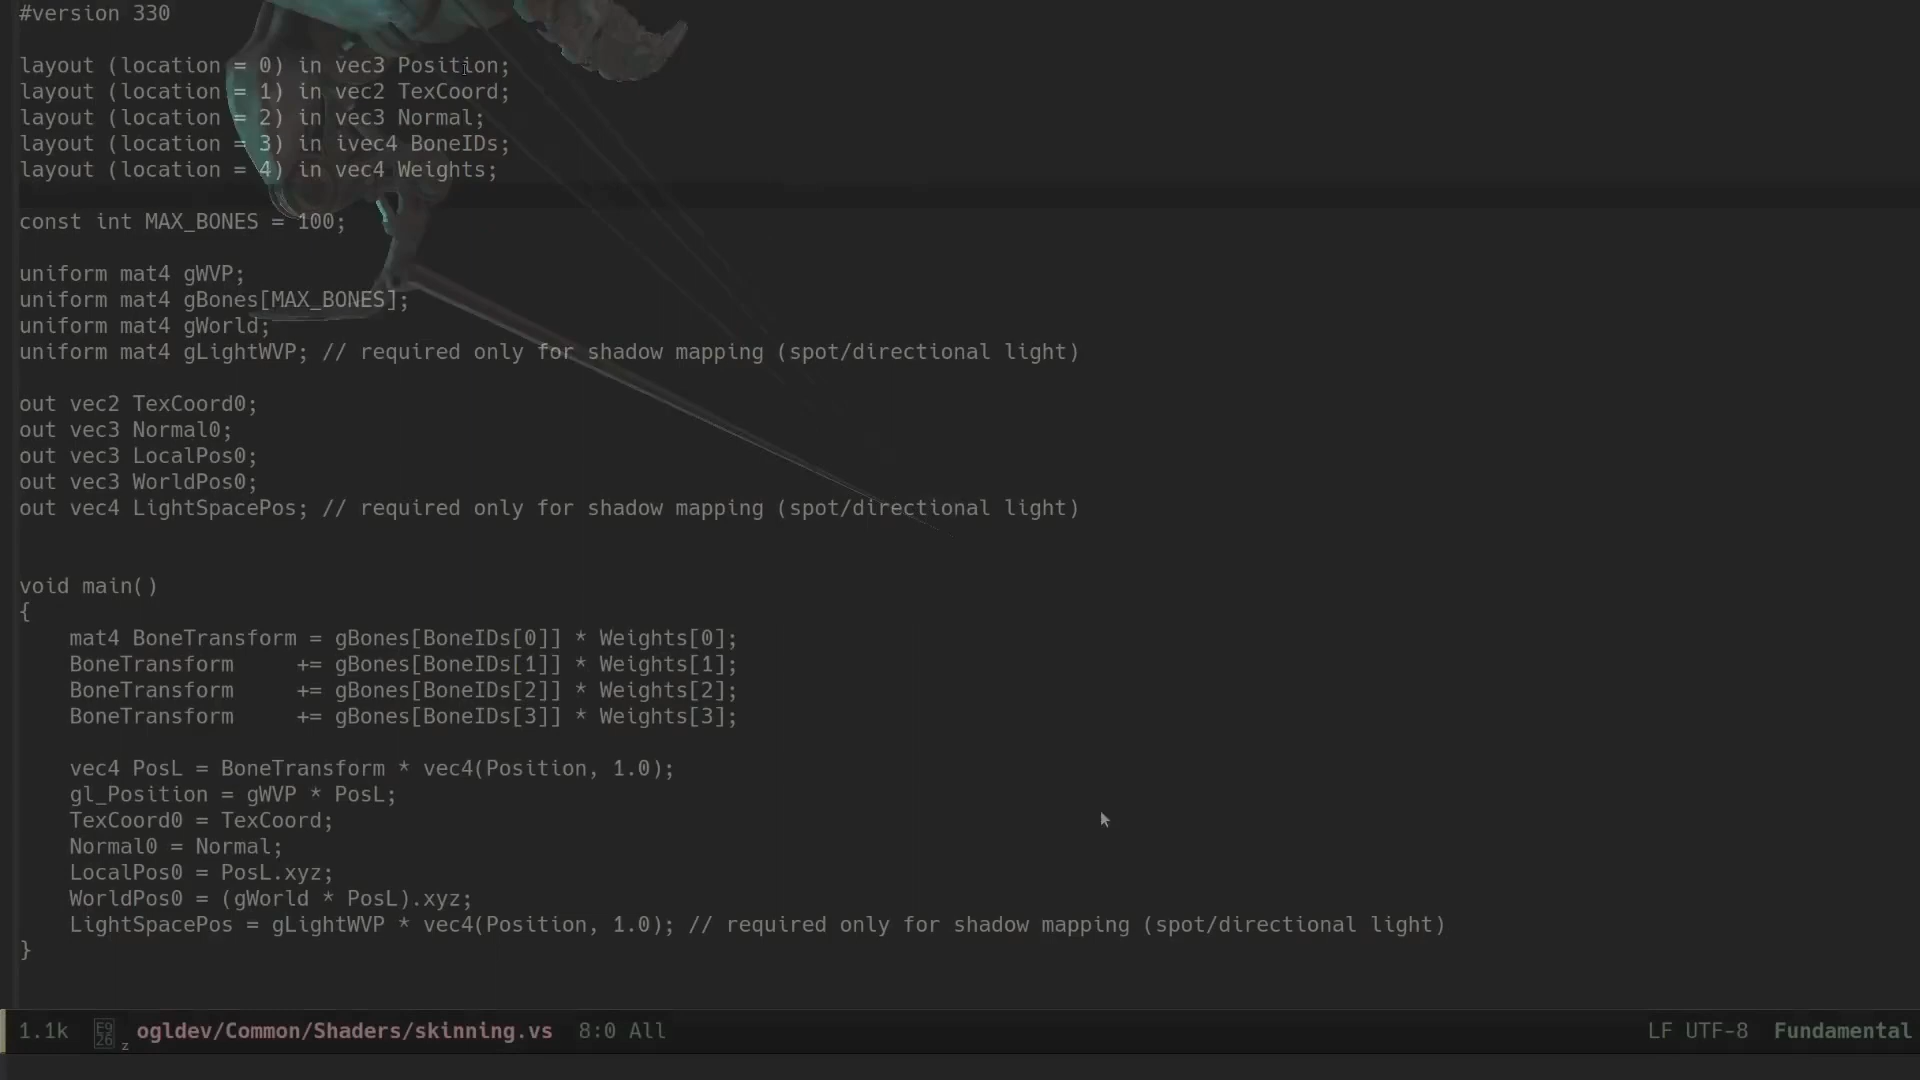 #version 330
layout (location = 0) in vec3 Position;
layout (location = 1) in vec2 TexCoord;
layout (location = 2) in vec3 Normal;
layout (location = 3) in ivec4 BoneIDs;
layout (location = 4) in vec4 Weights;
const int MAX_BONES = 100;
uniform mat4 gWVP;
uniform mat4 gBones[MAX_BONES];
uniform mat4 gWorld;
uniform mat4 gLightWVP; // required only for shadow mapping (spot/directional light)
out vec2 TexCoord0;
out vec3 Normal0;
out vec3 LocalPos0;
out vec3 WorldPos0;
out vec4 LightSpacePos; // required only for shadow mapping (spot/directional light)
void main()
{
    mat4 BoneTransform = gBones[BoneIDs[0]] * Weights[0];
    BoneTransform     += gBones[BoneIDs[1]] * Weights[1];
    BoneTransform     += gBones[BoneIDs[2]] * Weights[2];
    BoneTransform     += gBones[BoneIDs[3]] * Weights[3];
    vec4 PosL = BoneTransform * vec4(Position, 1.0);
    gl_Position = gWVP * PosL;
    TexCoord0 = TexCoord;
    Normal0 = Normal;
    LocalPos0 = PosL.xyz;
    WorldPos0 = (gWorld * PosL).xyz;
    LightSpacePos = gLightWVP * vec4(Position, 1.0); // required only for shadow mapping (spot/directional light)
}
1.1k F926 z ogldev/Common/Shaders/skinning.vs 8:0 All LF UTF-8 Fundamental